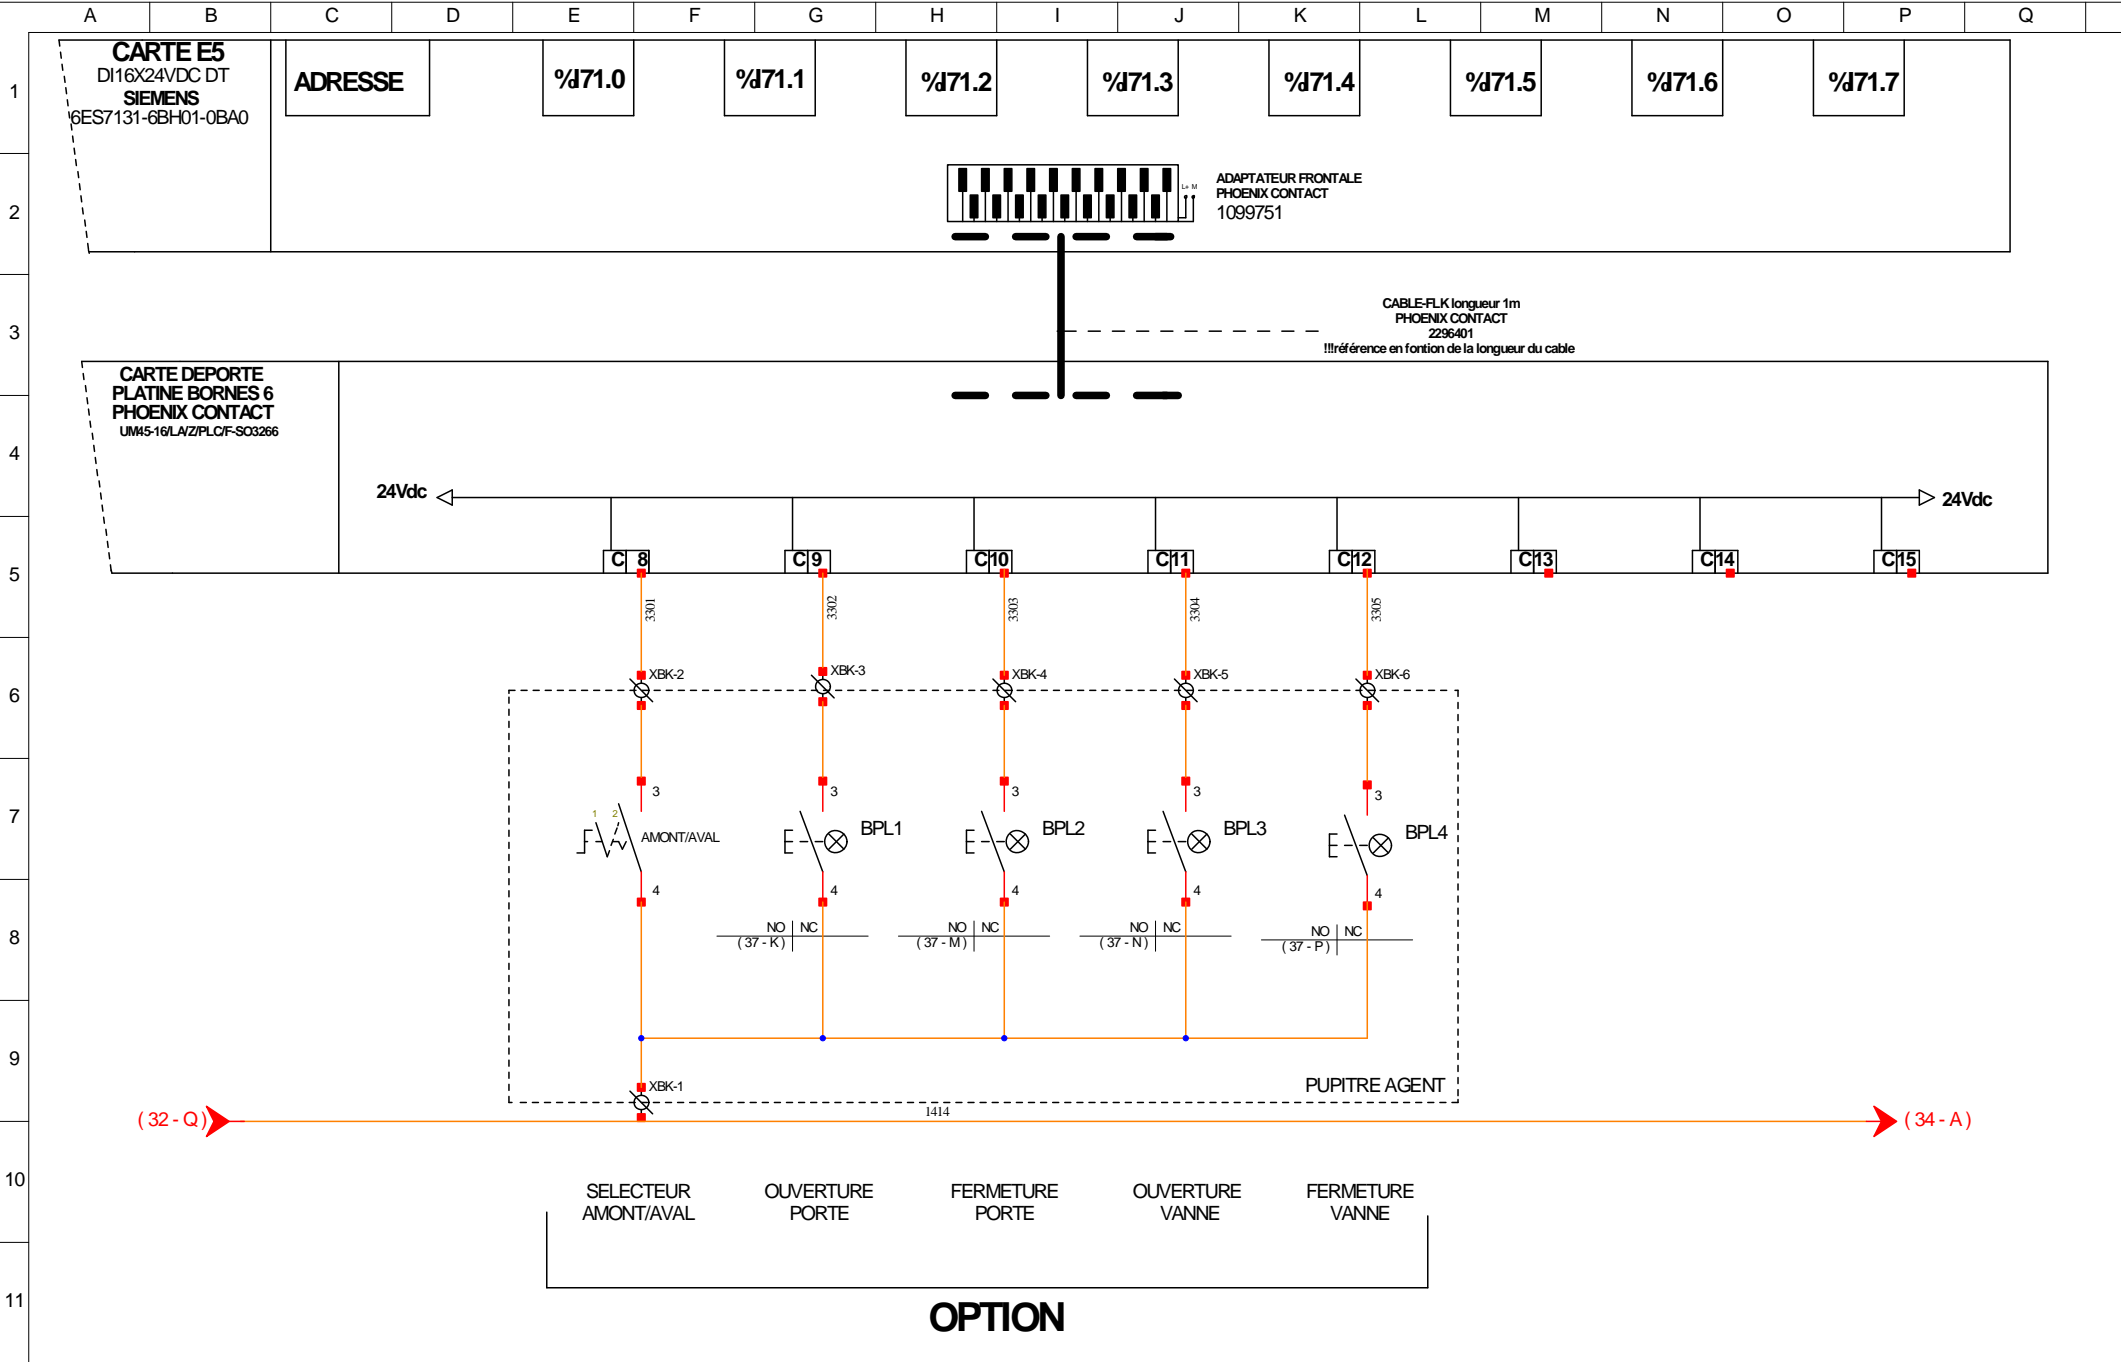 A B C D E F G H I J K L M N O P Q
1
2
3
4
5
6
7
8
9
10
11
CARTE E5
DI16X24VDC DT
SIEMENS
6ES7131-6BH01-0BA0
ADRESSE
%I71.0
%I71.1
%I71.2
%I71.3
%I71.4
%I71.5
%I71.6
%I71.7
L+ M
ADAPTATEUR FRONTALE
PHOENIX CONTACT
1099751
CABLE-FLK longueur 1m
PHOENIX CONTACT
2296401
!!!référence en fontion de la longueur du cable
CARTE DEPORTE
PLATINE BORNES 6
PHOENIX CONTACT
UM45-16/LA/Z/PLC/F-SO3266
24Vdc
24Vdc
C 8
C 9
C 10
C 11
C 12
C 13
C 14
C 15
3301
3302
3303
3304
3305
XBK-2
XBK-3
XBK-4
XBK-5
XBK-6
3
3
3
3
3
1 2
AMONT/AVAL
BPL1
BPL2
BPL3
BPL4
4
4
4
4
4
NO NC
(37-K)
NO NC
(37-M)
NO NC
(37-N)
NO NC
(37-P)
XBK-1
PUPITRE AGENT
1414
(32-Q)
(34-A)
SELECTEUR
AMONT/AVAL
OUVERTURE
PORTE
FERMETURE
PORTE
OUVERTURE
VANNE
FERMETURE
VANNE
OPTION